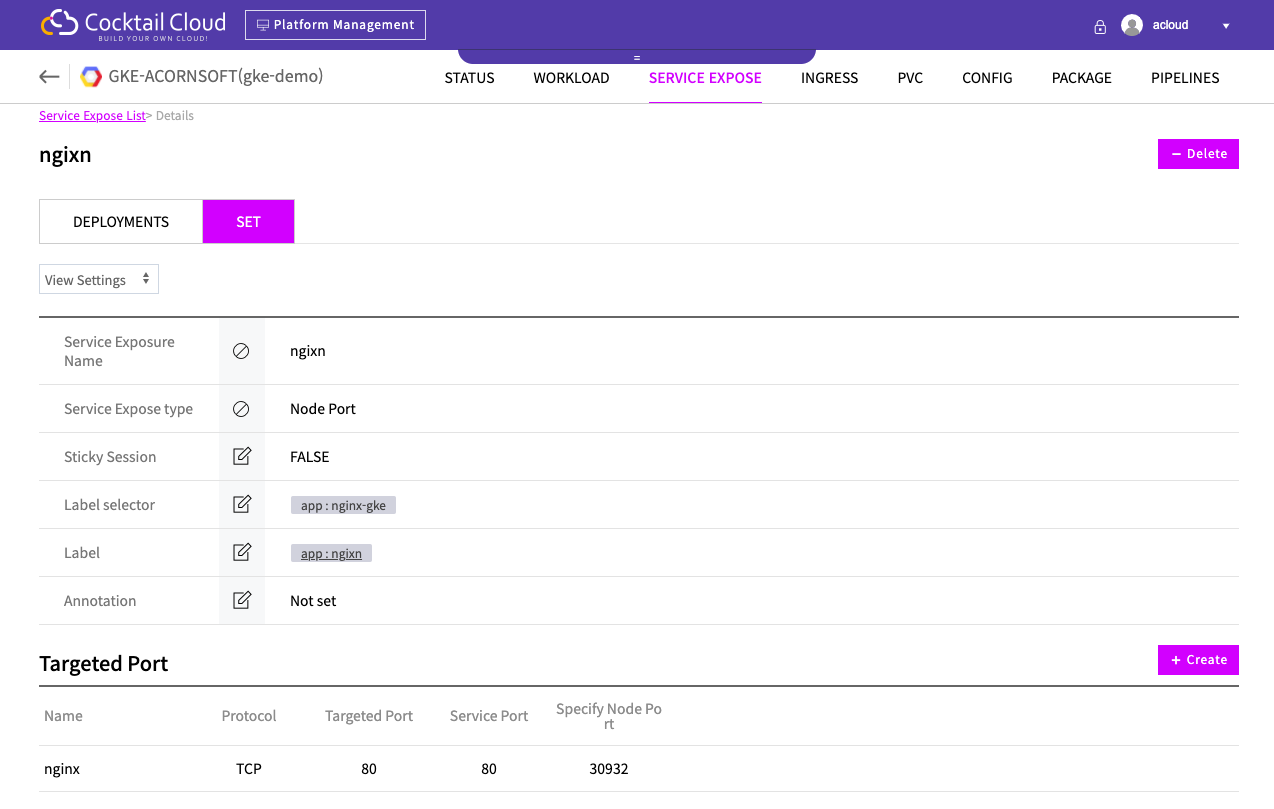 Cocktail Cloud
BUILD YOUR OWN CLOUD!
Platform Management
acloud
GKE-ACORNSOFT(gke-demo)
STATUS WORKLOAD SERVICE EXPOSE INGRESS PVC CONFIG PACKAGE PIPELINES
Service Expose List> Details
ngixn
Delete
DEPLOYMENTS SET
View Settings
Service Exposure
Name
ngixn
Service Expose type Node Port
Sticky Session FALSE
Label selector app : nginx-gke
Label app : ngixn
Annotation Not set
Targeted Port
+ Create
Name Protocol Targeted Port Service Port Specify Node Po
rt
nginx TCP 80 80 30932